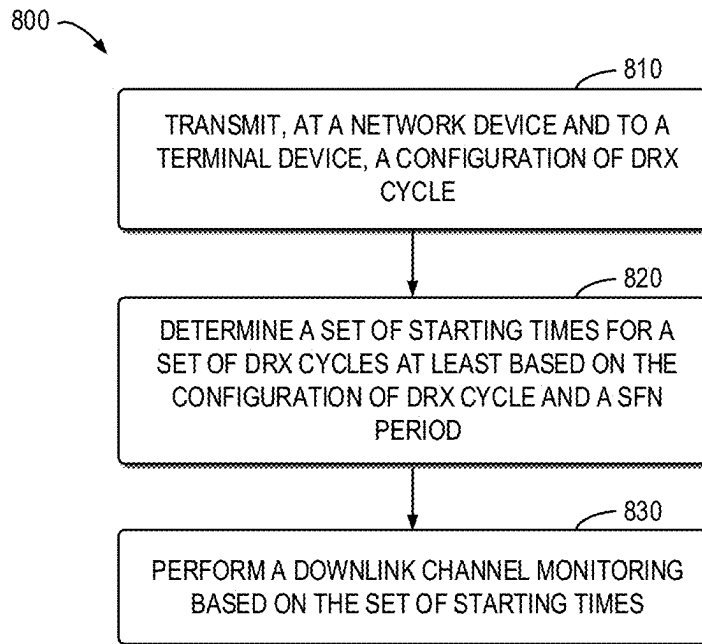 800
810
TRANSMIT, AT A NETWORK DEVICE AND TO A
TERMINAL DEVICE, A CONFIGURATION OF DRX
CYCLE
820
DETERMINE A SET OF STARTING TIMES FOR A
SET OF DRX CYCLES AT LEAST BASED ON THE
CONFIGURATION OF DRX CYCLE AND A SFN
PERIOD
830
PERFORM A DOWNLINK CHANNEL MONITORING
BASED ON THE SET OF STARTING TIMES